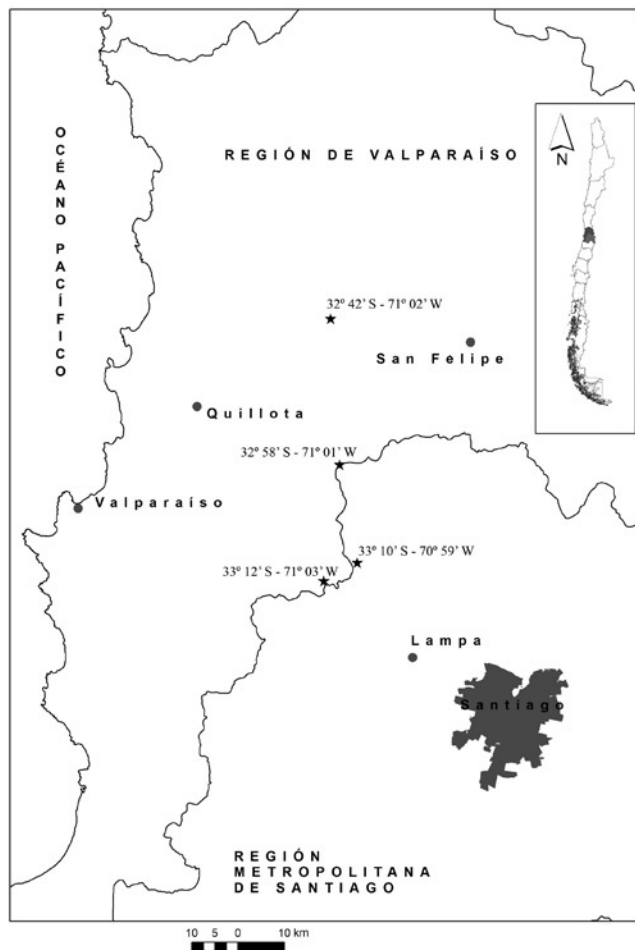 OCÉANO PACÍFICO
REGIÓN DE VALPARAÍSO
N
32º 42' S - 71º 02' W
San Felipe
Quillota
32º 58' S - 71º 01' W
Valparaíso
33º 10' S - 70º 59' W
33º 12' S - 71º 03' W
Lampa
Santiago
REGIÓN
METROPOLITANA
DE SANTIAGO
10 5 0 10 km